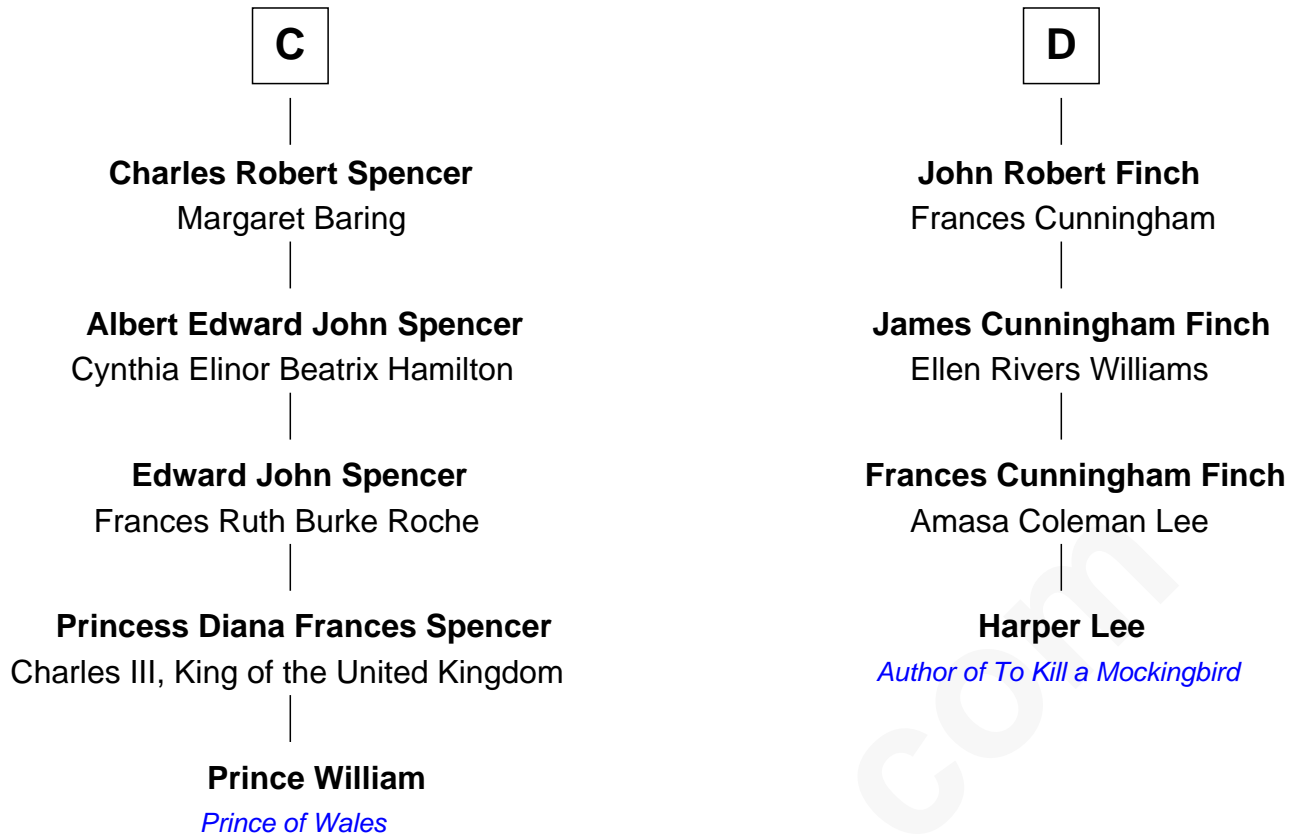 C
Charles Robert Spencer
Margaret Baring
Albert Edward John Spencer
Cynthia Elinor Beatrix Hamilton
Edward John Spencer
Frances Ruth Burke Roche
Princess Diana Frances Spencer
Charles III, King of the United Kingdom
Prince William
Prince of Wales
D
John Robert Finch
Frances Cunningham
James Cunningham Finch
Ellen Rivers Williams
Frances Cunningham Finch
Amasa Coleman Lee
Harper Lee
Author of To Kill a Mockingbird
com